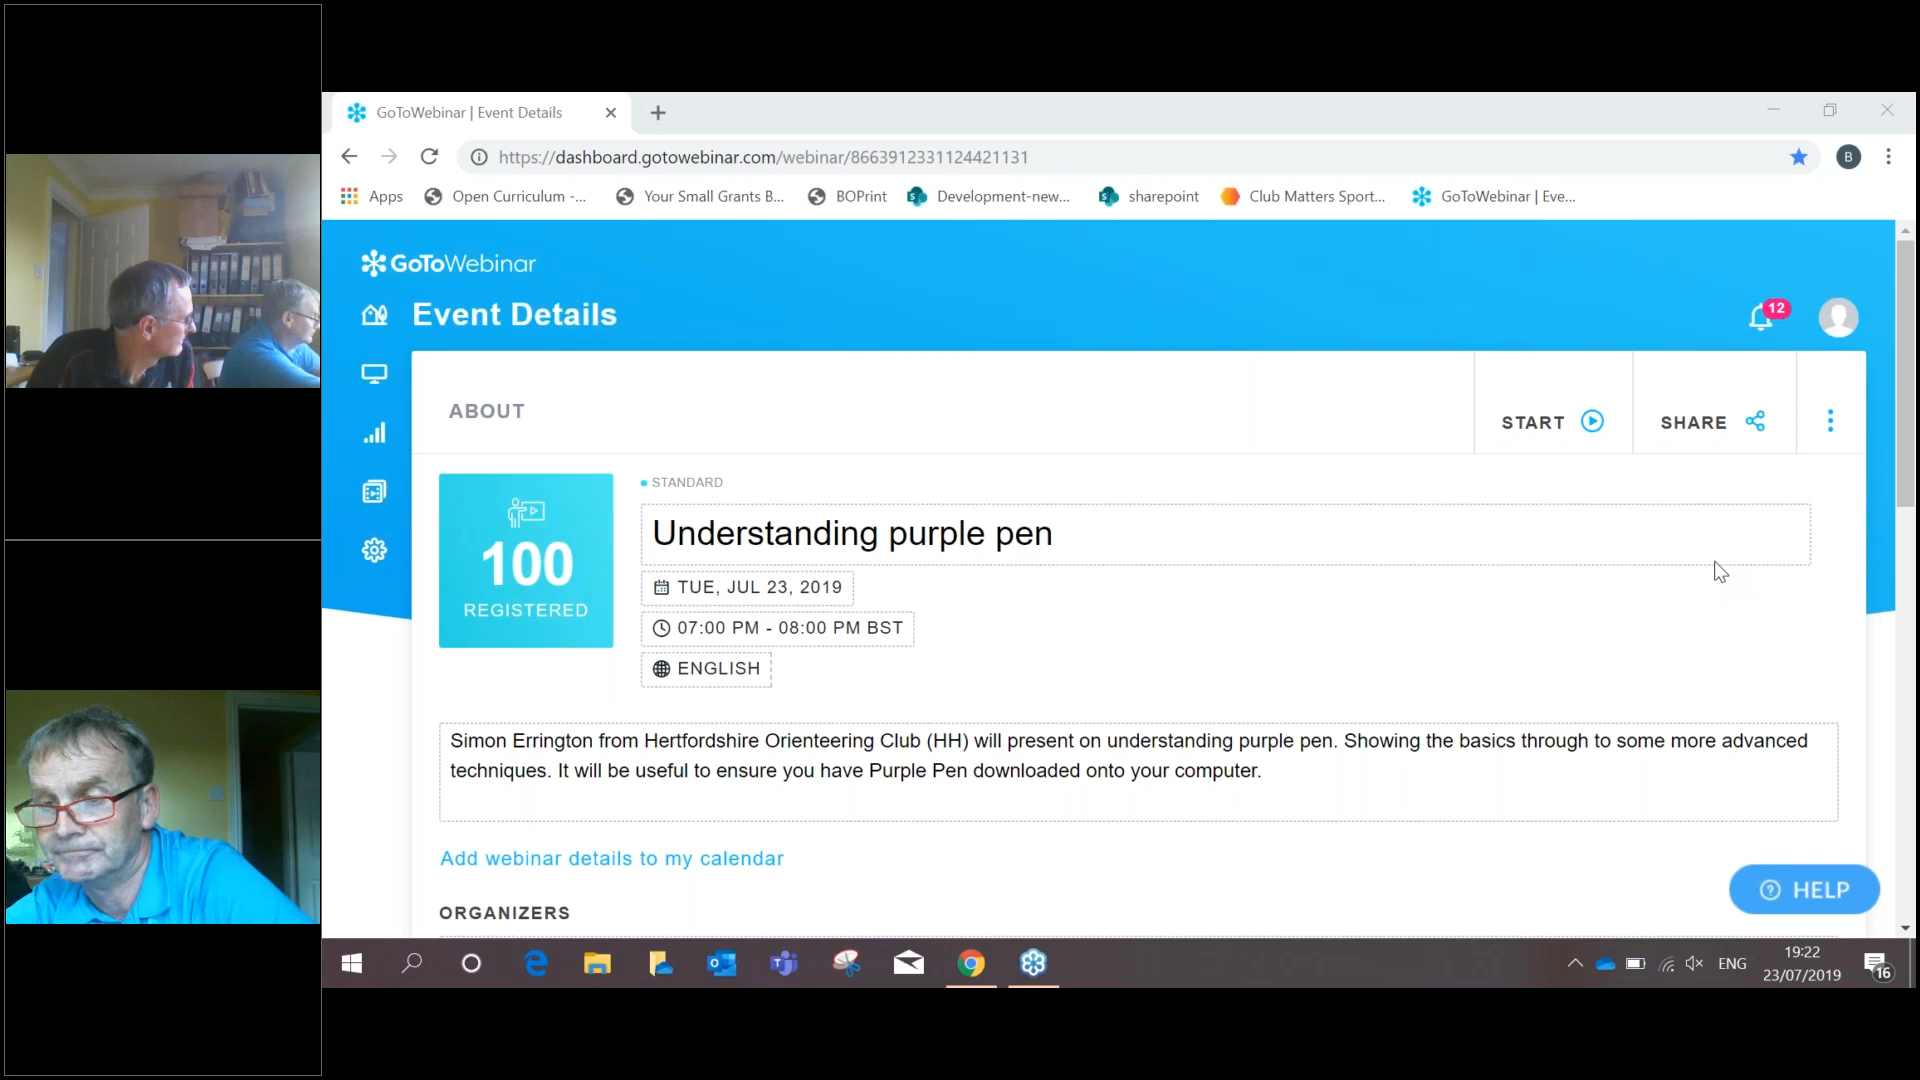 GoToWebinar | Event Details
https://dashboard.gotowebinar.com/webinar/8663912331124421131
B
Apps
Open Curriculum -...
Your Small Grants B...
BOPrint
Development-new...
sharepoint
Club Matters Sport...
GoToWebinar | Eve...
GoToWebinar
Event Details
12
ABOUT
START
SHARE
100
REGISTERED
STANDARD
Understanding purple pen
TUE, JUL 23, 2019
07:00 PM - 08:00 PM BST
ENGLISH
Simon Errington from Hertfordshire Orienteering Club (HH) will present on understanding purple pen. Showing the basics through to some more advanced
techniques. It will be useful to ensure you have Purple Pen downloaded onto your computer.
Add webinar details to my calendar
HELP
ORGANIZERS
ENG
19:22
23/07/2019
16